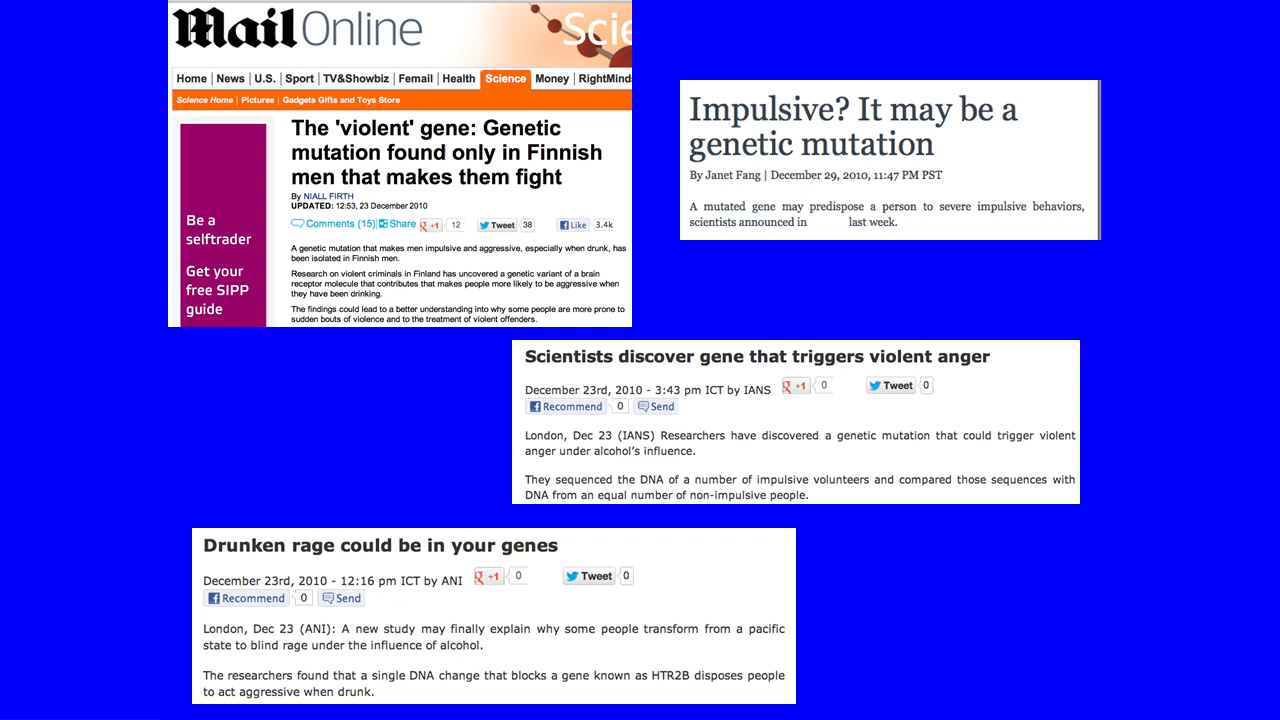 Mail Online
Scie
Home | News | U.S. | Sport | TV&Showbiz | Femail | Health | Science | Money | RightMinds
Science Home | Pictures | Gadgets Gifts and Toys Store
Be a
selftrader
Get your
free SIPP
guide
The 'violent' gene: Genetic
mutation found only in Finnish
men that makes them fight
By NIALL FIRTH
UPDATED: 12:53, 23 December 2010
Comments (15) Share +1 12 Tweet 38 Like 3.4k
A genetic mutation that makes men impulsive and aggressive, especially when drunk, has
been isolated in Finnish men.
Research on violent criminals in Finland has uncovered a genetic variant of a brain
receptor molecule that contributes that makes people more likely to be aggressive when
they have been drinking.
The findings could lead to a better understanding into why some people are more prone to
sudden bouts of violence and to the treatment of violent offenders.
Impulsive? It may be a
genetic mutation
By Janet Fang | December 29, 2010, 11:47 PM PST
A mutated gene may predispose a person to severe impulsive behaviors,
scientists announced in last week.
Scientists discover gene that triggers violent anger
December 23rd, 2010 - 3:43 pm ICT by IANS +1 0 Tweet 0
Recommend 0 Send
London, Dec 23 (IANS) Researchers have discovered a genetic mutation that could trigger violent
anger under alcohol's influence.
They sequenced the DNA of a number of impulsive volunteers and compared those sequences with
DNA from an equal number of non-impulsive people.
Drunken rage could be in your genes
December 23rd, 2010 - 12:16 pm ICT by ANI +1 0 Tweet 0
Recommend 0 Send
London, Dec 23 (ANI): A new study may finally explain why some people transform from a pacific
state to blind rage under the influence of alcohol.
The researchers found that a single DNA change that blocks a gene known as HTR2B disposes people
to act aggressive when drunk.